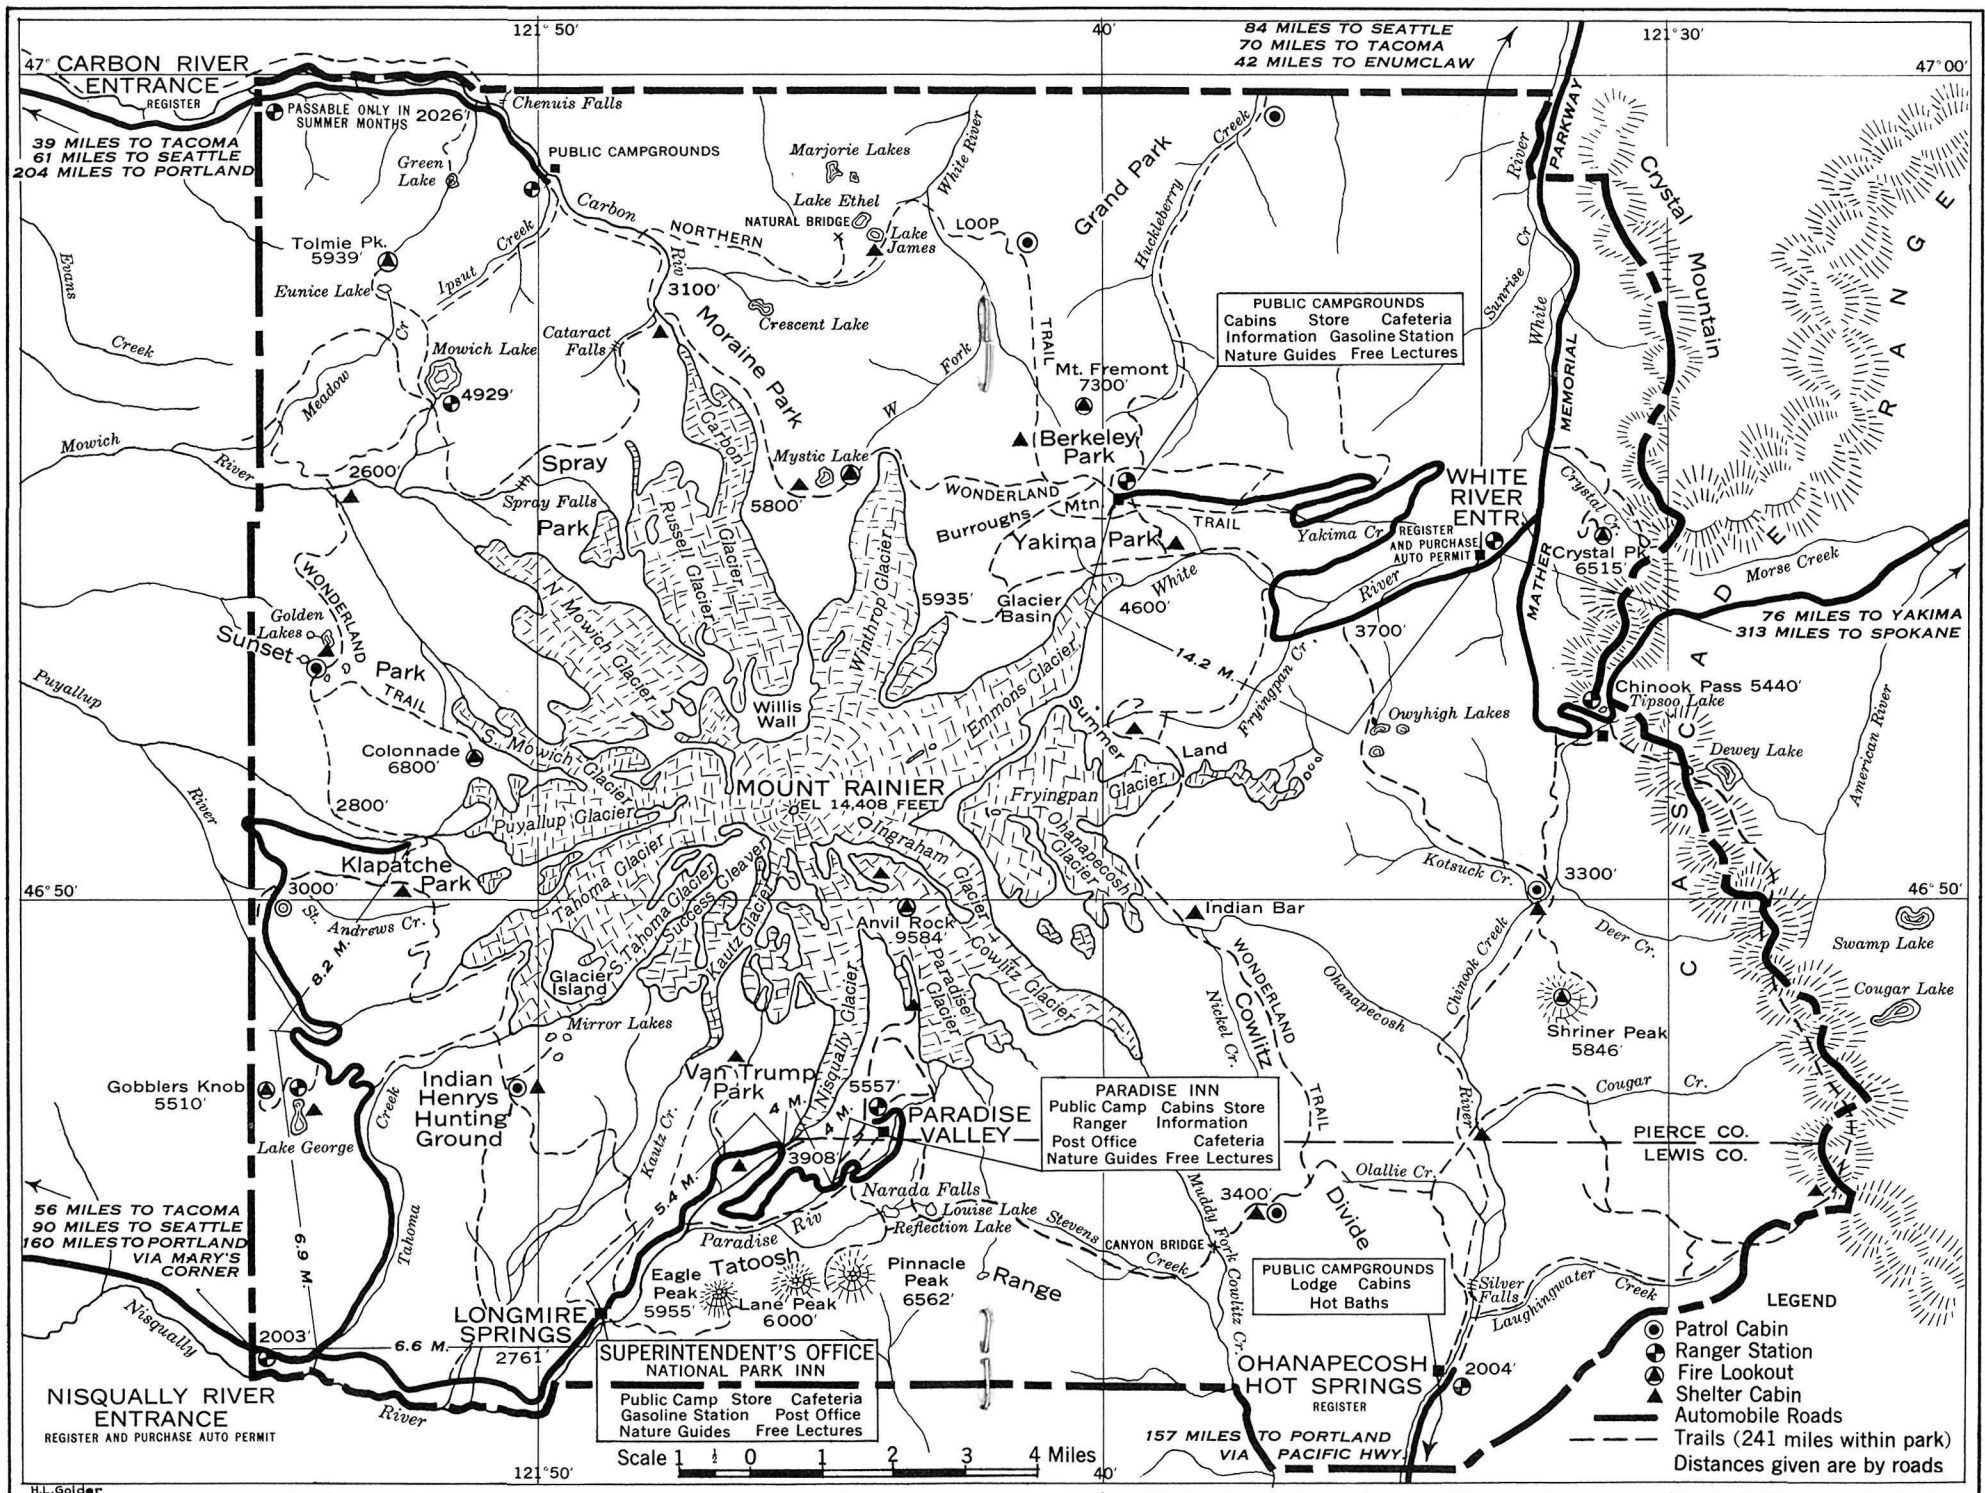 121° 50'
40'
84 MILES TO SEATTLE
70 MILES TO TACOMA
42 MILES TO ENUMCLAW
121° 30'
47°
47° 00'
CARBON RIVER
ENTRANCE
REGISTER
PASSABLE ONLY IN
SUMMER MONTHS
2026'
Chenuis Falls
39 MILES TO TACOMA
61 MILES TO SEATTLE
204 MILES TO PORTLAND
Green
Lake
PUBLIC CAMPGROUNDS
Marjorie Lakes
Lake Ethel
NATURAL BRIDGE
Lake
James
White River
Grand Park
Huckleberry
Creek
River
PARKWAY
Crystal
Mountain
Carbon
Riv
NORTHERN
LOOP
TRAIL
Tolmie Pk.
5939'
Eunice Lake
Ipsut
Creek
Evans
Creek
Cr
3100'
Moraine Park
Crescent Lake
Cataract
Falls
Mowich Lake
4929'
Meadow
Mowich
River
2600'
W
Fork
Mt. Fremont
7300'
Berkeley
Park
PUBLIC CAMPGROUNDS
Cabins Store Cafeteria
Information Gasoline Station
Nature Guides Free Lectures
Sunrise
Cr
White
MEMORIAL
MATHER
CASCADE
RANGE
Spray
Park
Spray Falls
Carbon
Glacier
Russell Glacier
Mystic Lake
5800'
WONDERLAND
TRAIL
Burroughs
Mtn.
Yakima Park
Yakima Cr
WHITE
RIVER
ENTR.
REGISTER
AND PURCHASE
AUTO PERMIT
Crystal Cr.
Crystal Pk.
6515'
Morse Creek
76 MILES TO YAKIMA
313 MILES TO SPOKANE
Golden
Lakes
Sunset
Park
WONDERLAND
TRAIL
N. Mowich Glacier
Winthrop Glacier
5935'
Glacier
Basin
White
River
4600'
3700'
14.2 M.
Fryingpan Cr.
Emmons Glacier
Willis
Wall
Summer
Land
Owyhigh Lakes
Chinook Pass 5440'
Tipsoo Lake
Dewey Lake
American River
Puyallup
River
Colonnade
6800'
S. Mowich Glacier
2800'
Puyallup Glacier
MOUNT RAINIER
EL 14,408 FEET
Fryingpan Glacier
Ohanapecosh
Glacier
Ingraham
Glacier
Klapatche
Park
46° 50'
46° 50'
3000'
St.
Andrews Cr.
8.2 M.
Tahoma Glacier
S. Tahoma Glacier
Success Cleaver
Kautz Glacier
Glacier
Island
Anvil Rock
9584'
Cowlitz Glacier
Paradise
Glacier
Nisqually Glacier
Indian Bar
Kotsuck Cr.
3300'
Deer Cr.
Swamp Lake
Cougar Lake
Chinook Creek
Shriner Peak
5846'
WONDERLAND
TRAIL
Ohanapecosh
River
Nickel Cr.
Cowlitz
Divide
Mirror Lakes
Gobblers Knob
5510'
Lake George
Indian
Henrys
Hunting
Ground
Tahoma
Creek
Kautz Cr.
Van Trump
Park
4 M.
4 M.
5557'
PARADISE
VALLEY
3908'
PARADISE INN
Public Camp Cabins Store
Ranger Information
Post Office Cafeteria
Nature Guides Free Lectures
Cougar Cr.
PIERCE CO.
LEWIS CO.
Olallie Cr.
5.4 M.
Paradise Riv
Narada Falls
Louise Lake
Reflection Lake
Stevens
Creek
CANYON BRIDGE
Muddy Fork Cowlitz Cr.
3400'
56 MILES TO TACOMA
90 MILES TO SEATTLE
160 MILES TO PORTLAND
VIA MARY'S
CORNER
6.9 M.
Tatoosh
Range
Eagle
Peak
5955'
Lane Peak
6000'
Pinnacle
Peak
6562'
PUBLIC CAMPGROUNDS
Lodge Cabins
Hot Baths
Silver
Falls
Laughingwater
Creek
Nisqually
River
2003'
6.6 M.
LONGMIRE
SPRINGS
2761'
SUPERINTENDENT'S OFFICE
NATIONAL PARK INN
Public Camp Store Cafeteria
Gasoline Station Post Office
Nature Guides Free Lectures
OHANAPECOSH
HOT SPRINGS
REGISTER
2004'
NISQUALLY RIVER
ENTRANCE
REGISTER AND PURCHASE AUTO PERMIT
157 MILES TO PORTLAND
VIA PACIFIC HWY.
LEGEND
Patrol Cabin
Ranger Station
Fire Lookout
Shelter Cabin
Automobile Roads
Trails (241 miles within park)
Distances given are by roads
Scale 1 ½ 0 1 2 3 4 Miles
121° 50'
40'
H.L.Golder